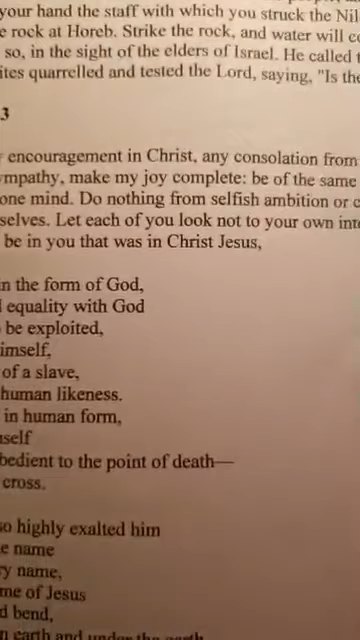 your hand the staff with which you struck the Nil
e rock at Horeb. Strike the rock, and water will co
so, in the sight of the elders of Israel. He called t
ites quarrelled and tested the Lord, saying, "Is the
3
encouragement in Christ, any consolation from
mpathy, make my joy complete: be of the same
one mind. Do nothing from selfish ambition or c
selves. Let each of you look not to your own inte
be in you that was in Christ Jesus,
in the form of God,
equality with God
be exploited,
imself,
of a slave,
human likeness.
in human form,
self
bedient to the point of death—
cross.
so highly exalted him
e name
ry name,
me of Jesus
d bend,
n earth and under the earth